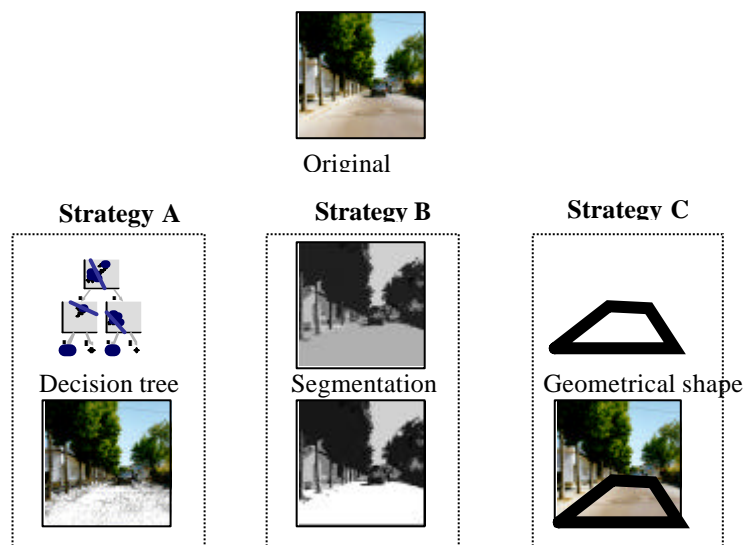 Original
Strategy A
Strategy B
Strategy C
Decision tree
Segmentation
Geometrical shape